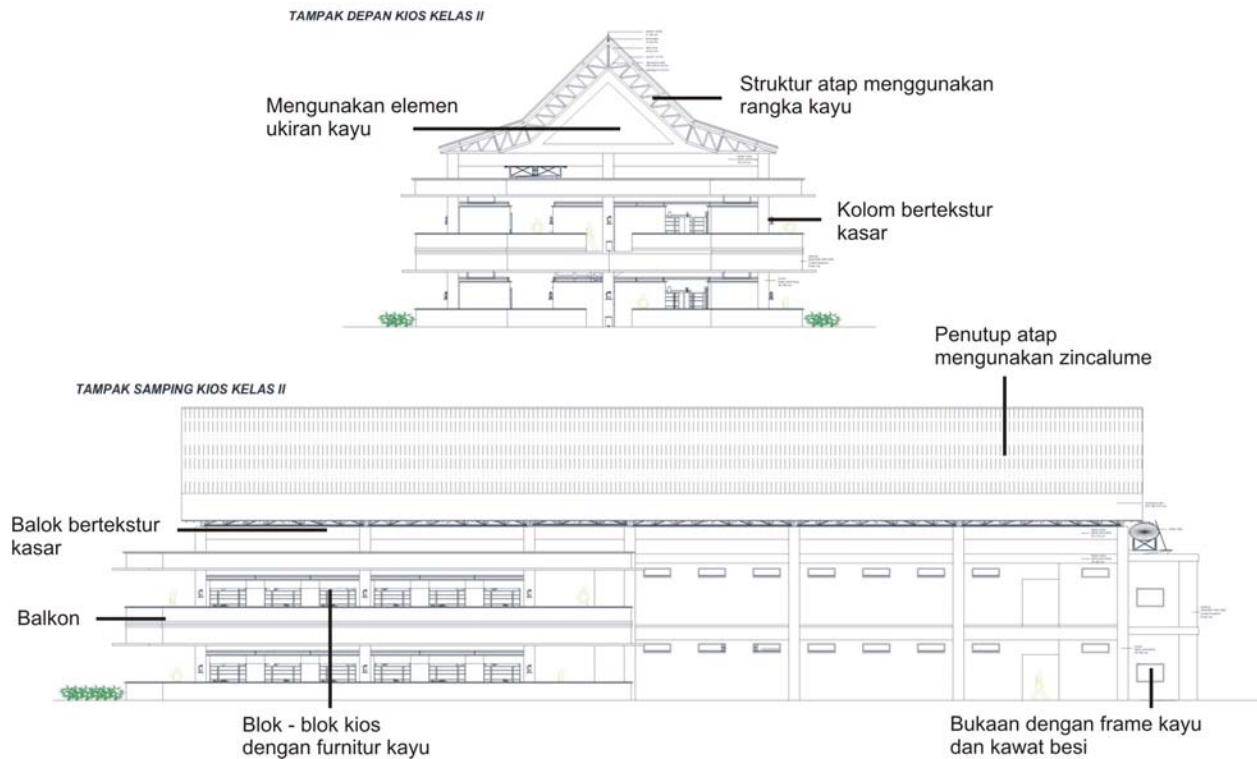 TAMPAK DEPAN KIOS KELAS II
Mengunakan elemen
ukiran kayu
Struktur atap menggunakan
rangka kayu
Kolom bertekstur
kasar
Penutup atap
mengunakan zincalume
TAMPAK SAMPING KIOS KELAS II
Balok bertekstur
kasar
Balkon
Blok - blok kios
dengan furnitur kayu
Bukaan dengan frame kayu
dan kawat besi